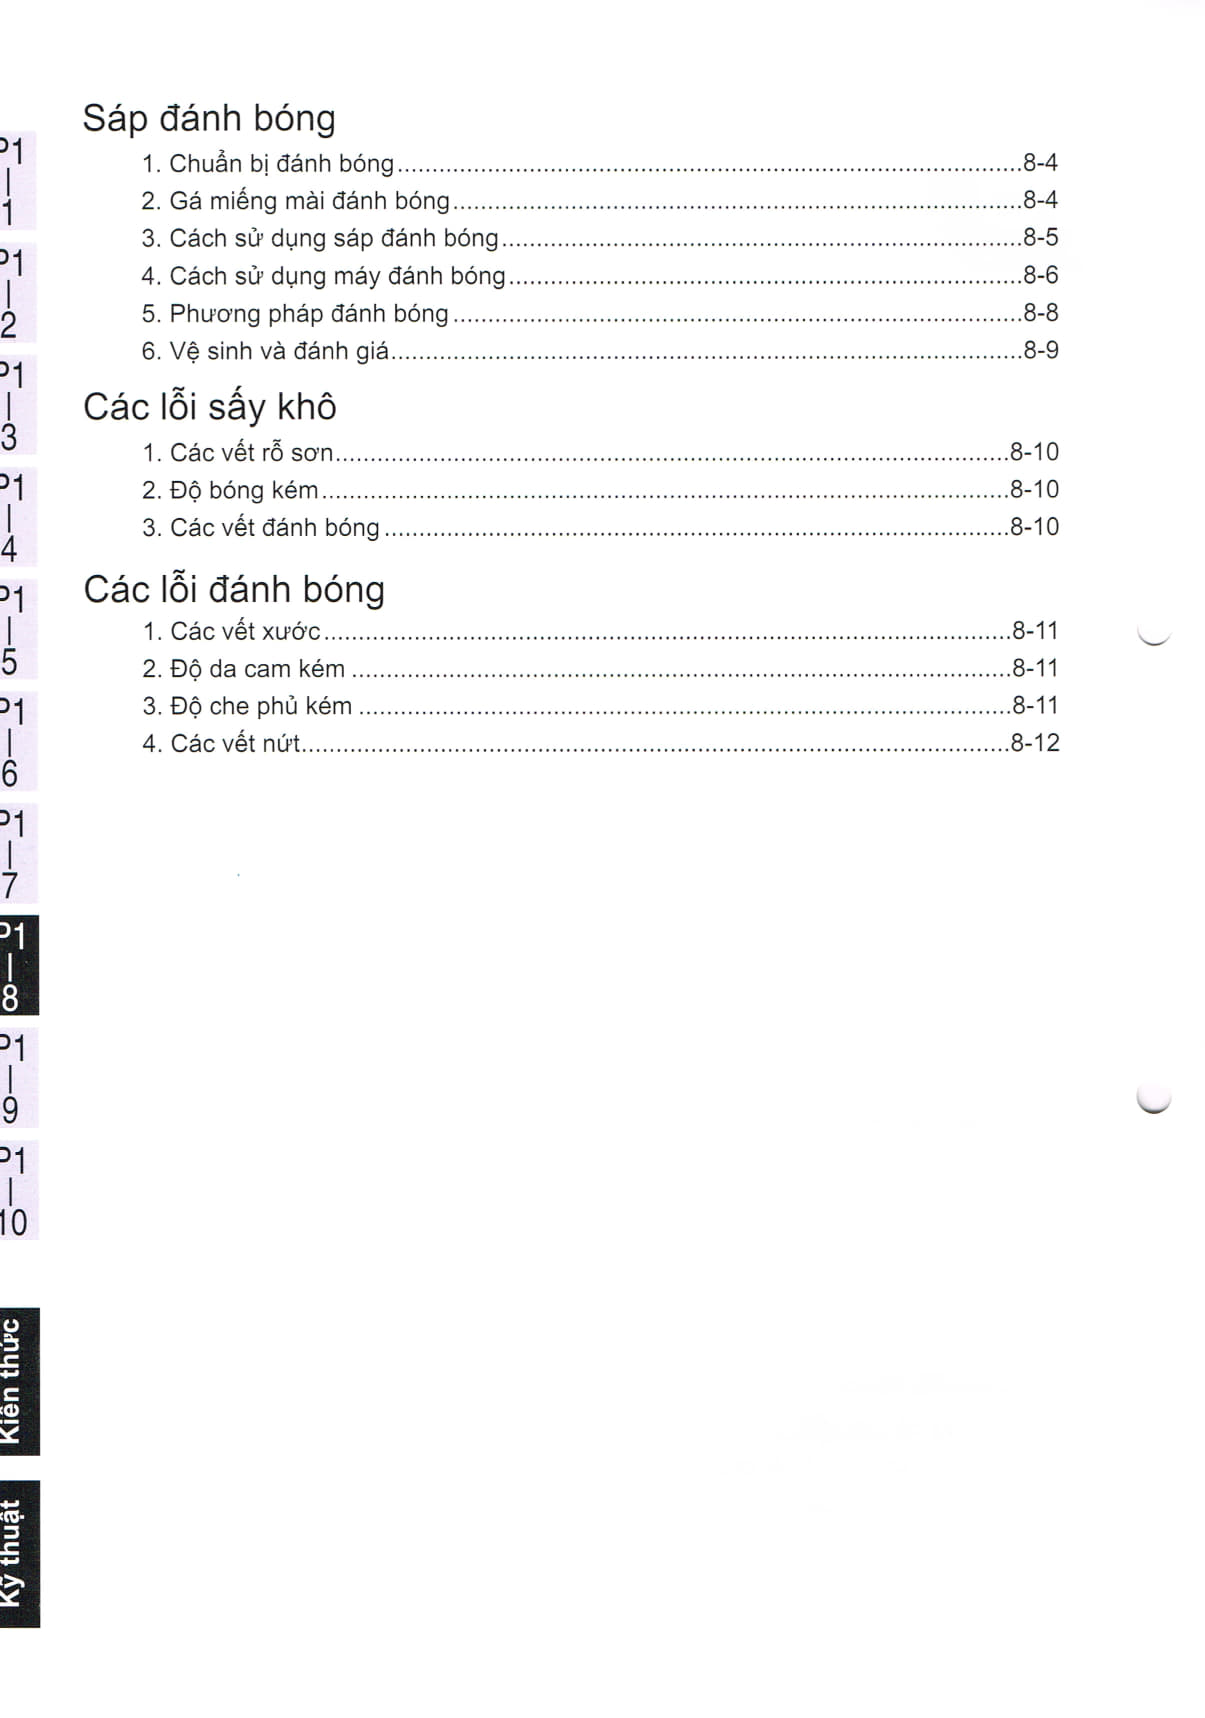 Sáp đánh bóng
1. Chuẩn bị đánh bóng..........8-4
2. Gá miếng mài đánh bóng..........8-4
3. Cách sử dụng sáp đánh bóng..........8-5
4. Cách sử dụng máy đánh bóng..........8-6
5. Phương pháp đánh bóng..........8-8
6. Vệ sinh và đánh giá..........8-9
Các lỗi sấy khô
1. Các vết rỗ sơn..........8-10
2. Độ bóng kém..........8-10
3. Các vết đánh bóng..........8-10
Các lỗi đánh bóng
1. Các vết xước..........8-11
2. Độ da cam kém..........8-11
3. Độ che phủ kém..........8-11
4. Các vết nứt..........8-12
P1
|
1
P1
|
2
P1
|
3
P1
|
4
P1
|
5
P1
|
6
P1
|
7
P1
|
8
P1
|
9
P1
|
10
Kiến thức
Kỹ thuật